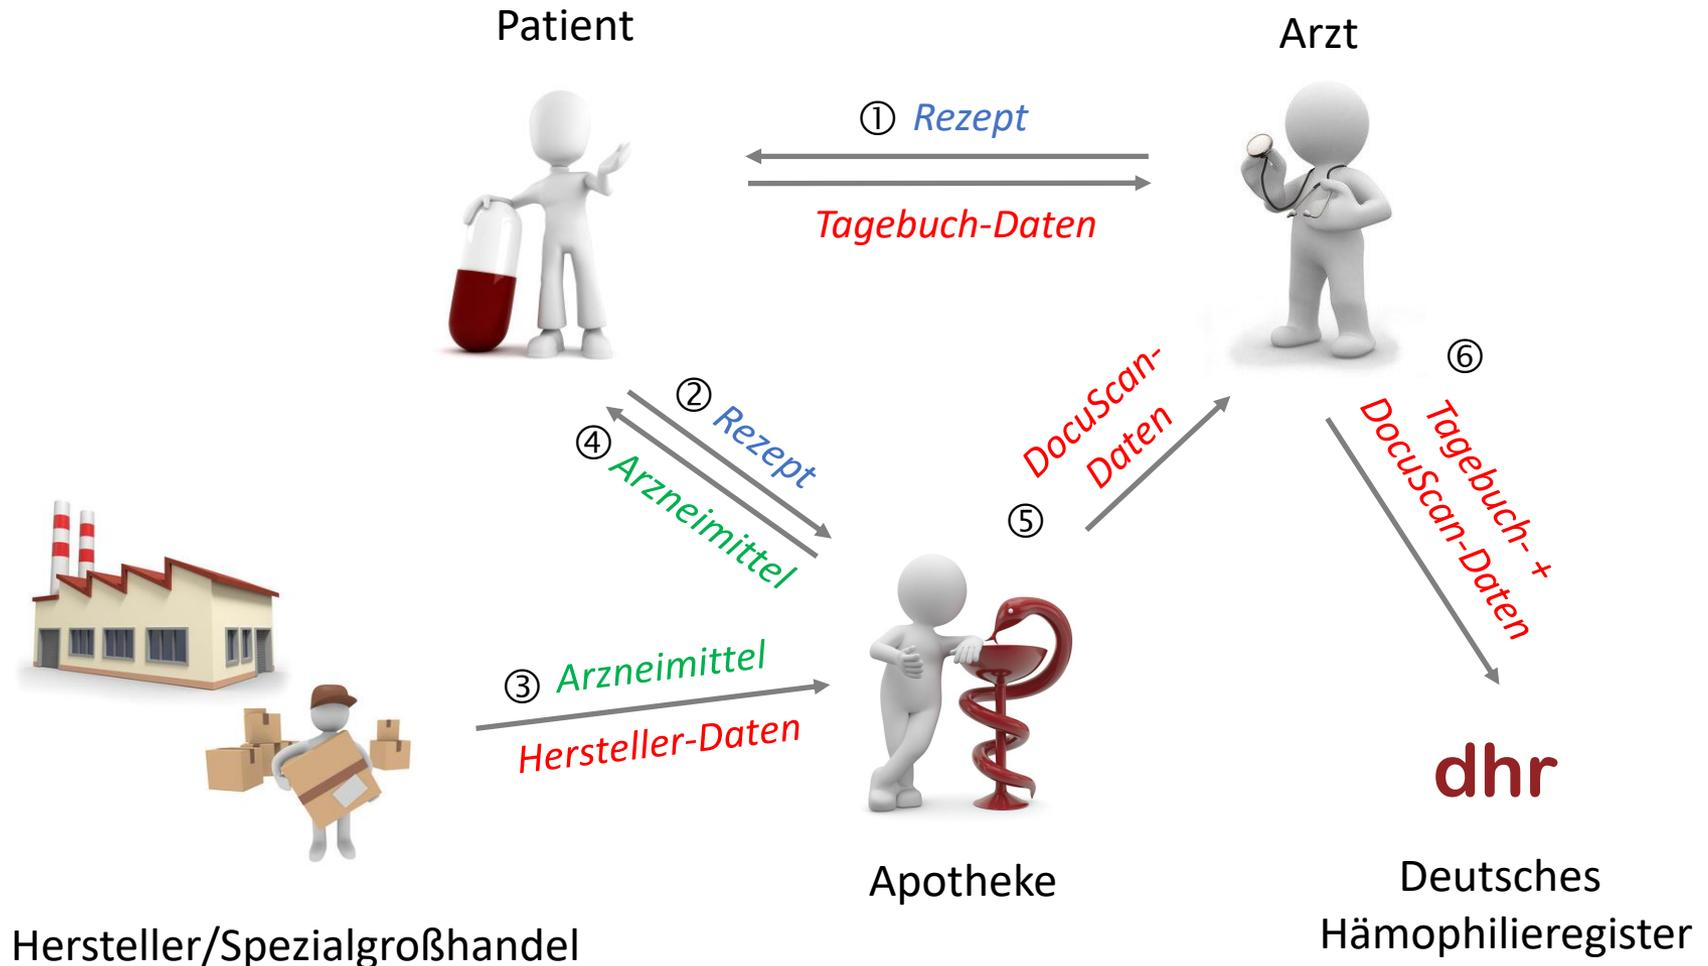 Patient
Arzt
① Rezept
Tagebuch-Daten
② Rezept
④ Arzneimittel
DocuScan-
Daten
⑤
⑥
Tagebuch- +
DocuScan-Daten
③ Arzneimittel
Hersteller-Daten
dhr
Apotheke
Deutsches
Hämophilieregister
Hersteller/Spezialgroßhandel